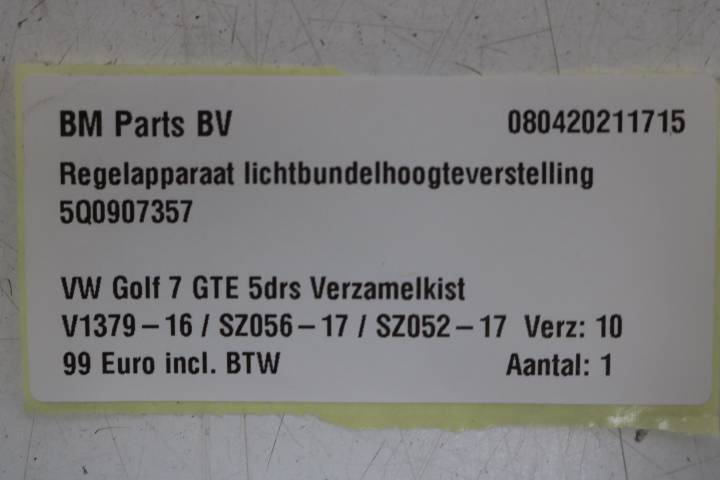 BM Parts BV 080420211715
Regelapparaat lichtbundelhoogteverstelling
5Q0907357
VW Golf 7 GTE 5drs Verzamelkist
V1379-16 / SZ056-17 / SZ052-17 Verz: 10
99 Euro incl. BTW Aantal: 1